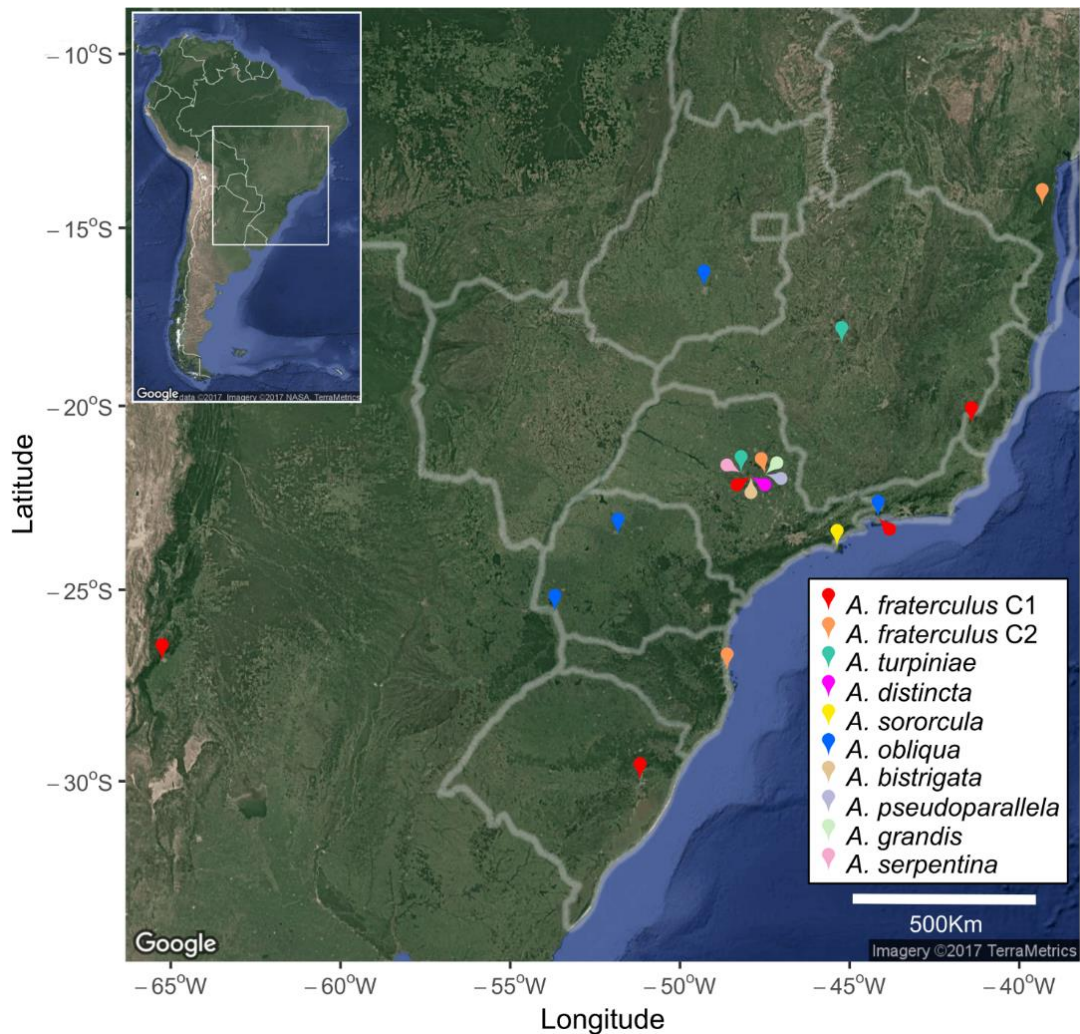 −10°S
−15°S
−20°S
−25°S
−30°S
Latitude
Google
data ©2017 Imagery ©2017 NASA, TerraMetrics
A. fraterculus C1
A. fraterculus C2
A. turpiniae
A. distincta
A. sororcula
A. obliqua
A. bistrigata
A. pseudoparallela
A. grandis
A. serpentina
500Km
Google
Imagery ©2017 TerraMetrics
−65°W
−60°W
−55°W
−50°W
−45°W
−40°W
Longitude